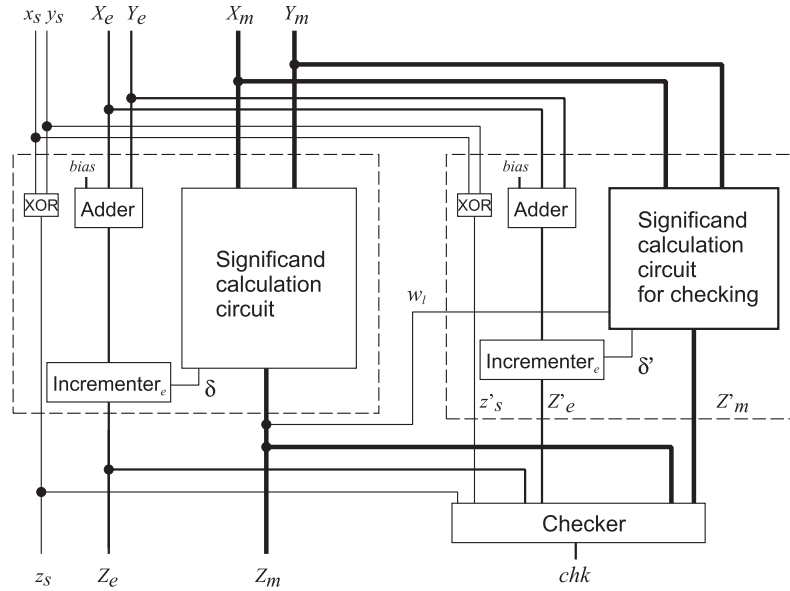 xs ys Xe Ye Xm Ym
bias bias
XOR Adder XOR Adder
Significand
calculation
circuit
Significand
calculation
circuit
for checking
wl
Incrementere δ
Incrementere δ'
z's Z'e Z'm
Checker
zs Ze Zm chk